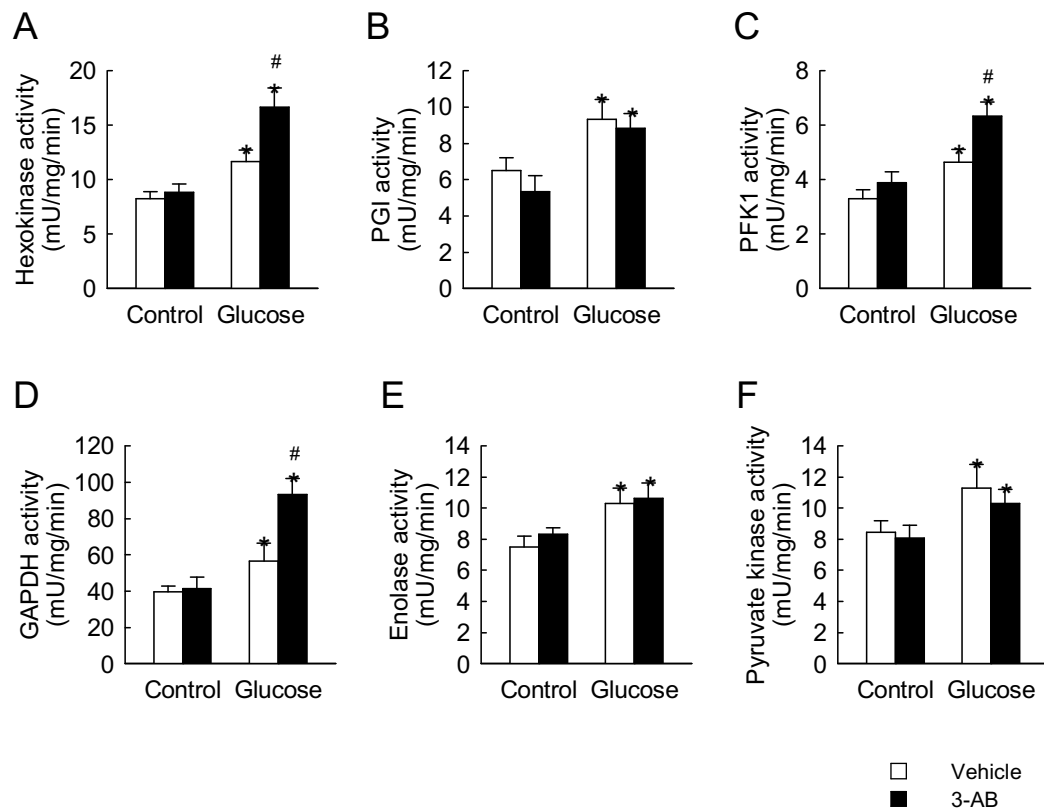 A
Hexokinase activity
(mU/mg/min)
20
15
10
5
0
#
*
*
Control Glucose
B
PGI activity
(mU/mg/min)
12
10
8
6
4
2
0
*
*
Control Glucose
C
PFK1 activity
(mU/mg/min)
8
6
4
2
0
#
*
*
Control Glucose
D
GAPDH activity
(mU/mg/min)
120
100
80
60
40
20
0
#
*
*
Control Glucose
E
Enolase activity
(mU/mg/min)
14
12
10
8
6
4
2
0
*
*
Control Glucose
F
Pyruvate kinase activity
(mU/mg/min)
14
12
10
8
6
4
2
0
*
*
Control Glucose
Vehicle
3-AB